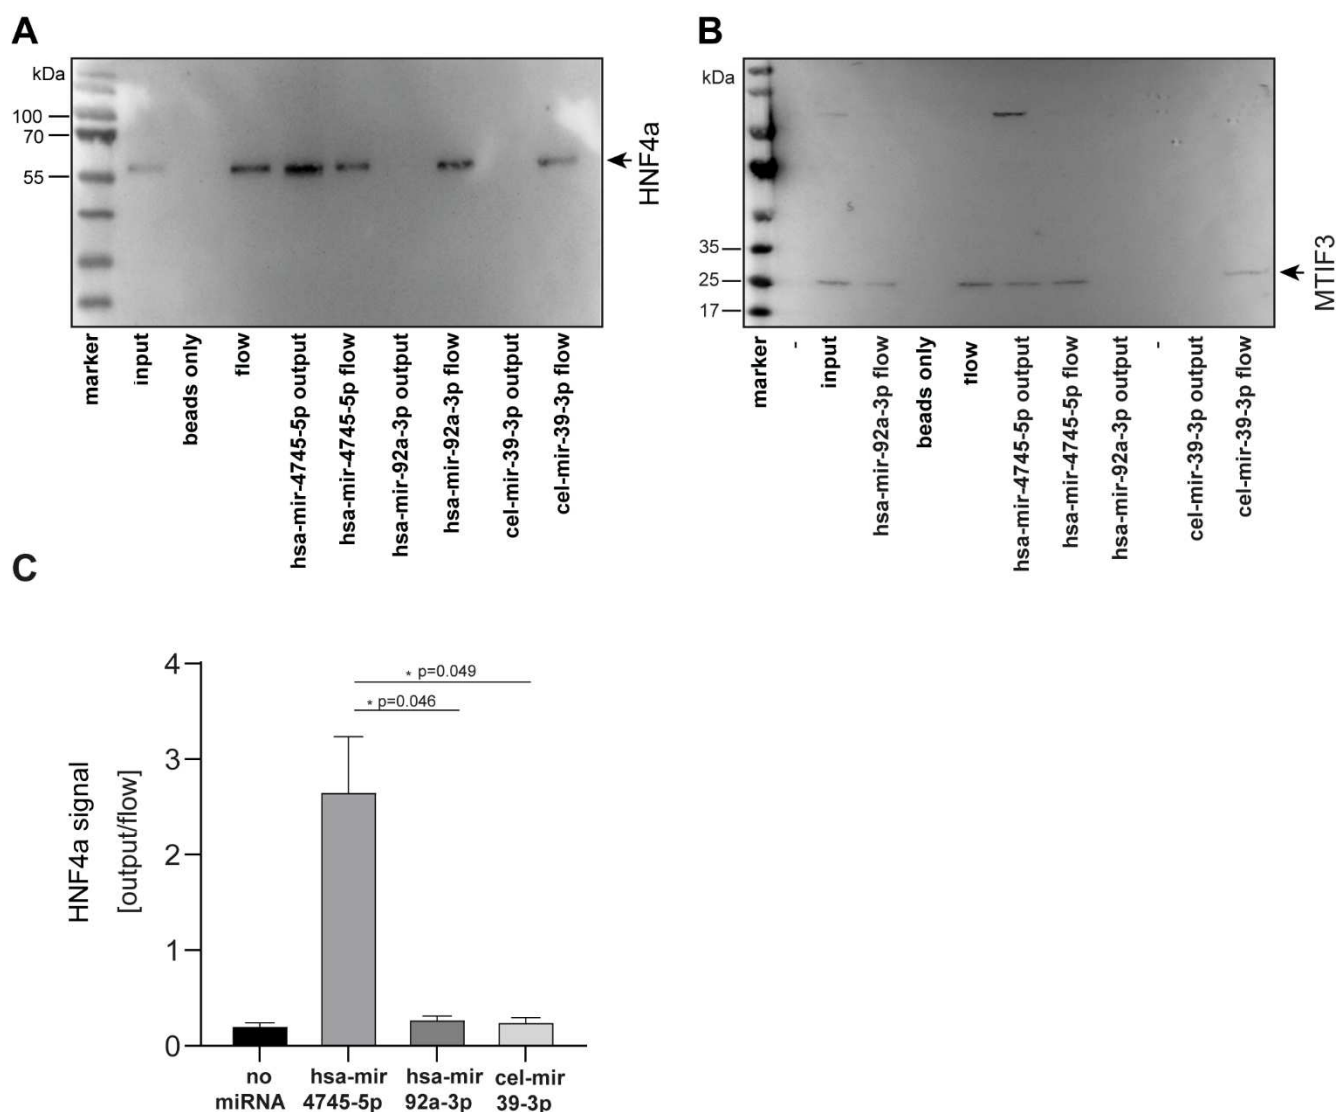 A
kDa
100
70
55
HNF4a
marker
input
beads only
flow
hsa-mir-4745-5p output
hsa-mir-4745-5p flow
hsa-mir-92a-3p output
hsa-mir-92a-3p flow
cel-mir-39-3p output
cel-mir-39-3p flow
B
kDa
35
25
17
MTIF3
marker
-
input
hsa-mir-92a-3p flow
beads only
flow
hsa-mir-4745-5p output
hsa-mir-4745-5p flow
hsa-mir-92a-3p output
-
cel-mir-39-3p output
cel-mir-39-3p flow
C
HNF4a signal
[output/flow]
4
3
2
1
0
* p=0.049
* p=0.046
no
miRNA
hsa-mir
4745-5p
hsa-mir
92a-3p
cel-mir
39-3p